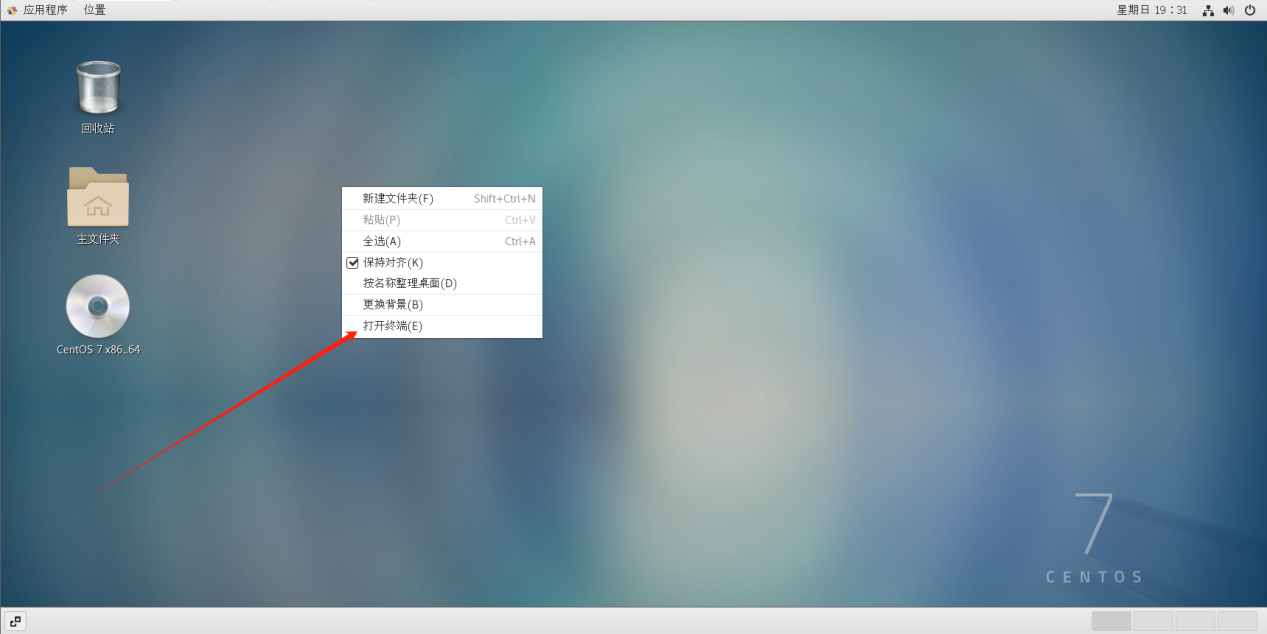 应用程序 位置
星期日 19：31
回收站
主文件夹
CentOS 7 x86_64
新建文件夹(F) Shift+Ctrl+N
粘贴(P) Ctrl+V
全选(A) Ctrl+A
保持对齐(K)
按名称整理桌面(D)
更换背景(B)
打开终端(E)
7
CENTOS